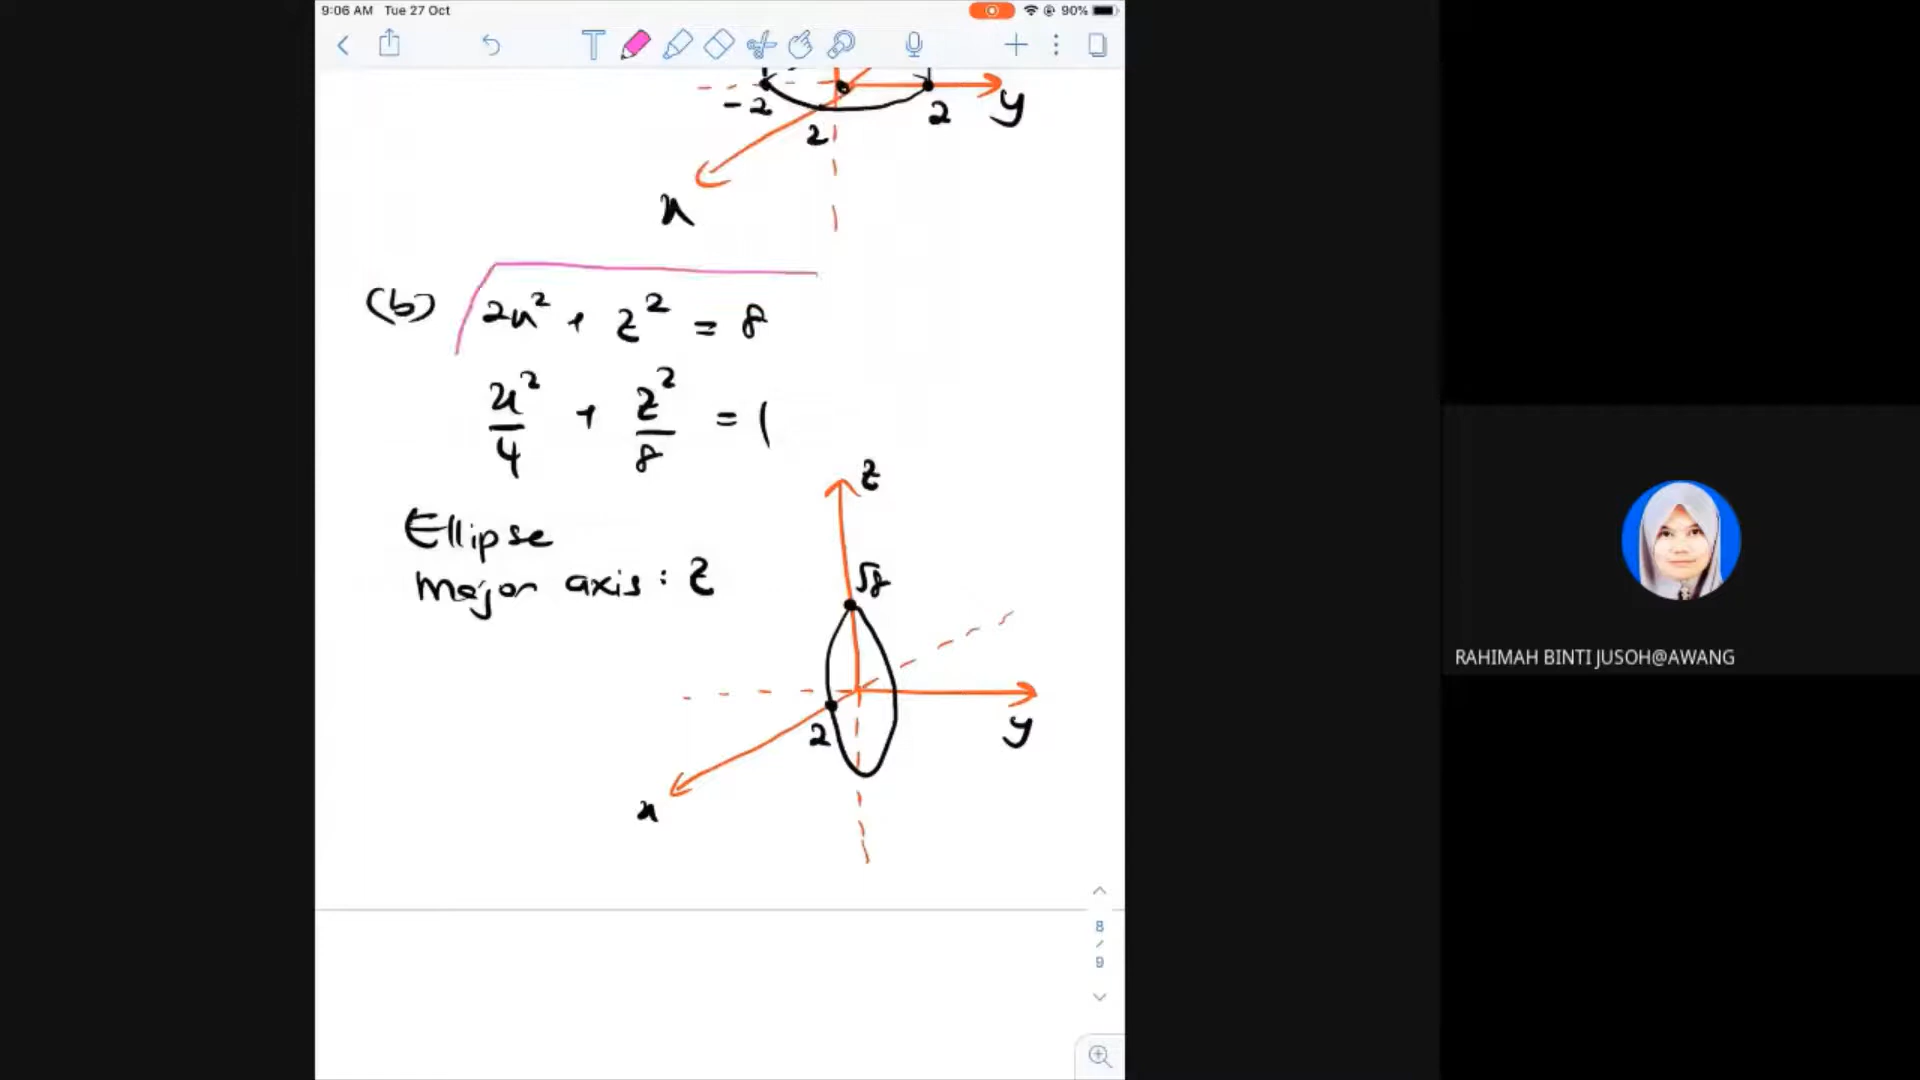 9:06 AM Tue 27 Oct
90%
T
-2
2
2
y
x
(b) 2x² + z² = 8
x²/4 + z²/8 = 1
z
Ellipse
major axis : z
√8
2
y
x
8
/
9
RAHIMAH BINTI JUSOH@AWANG